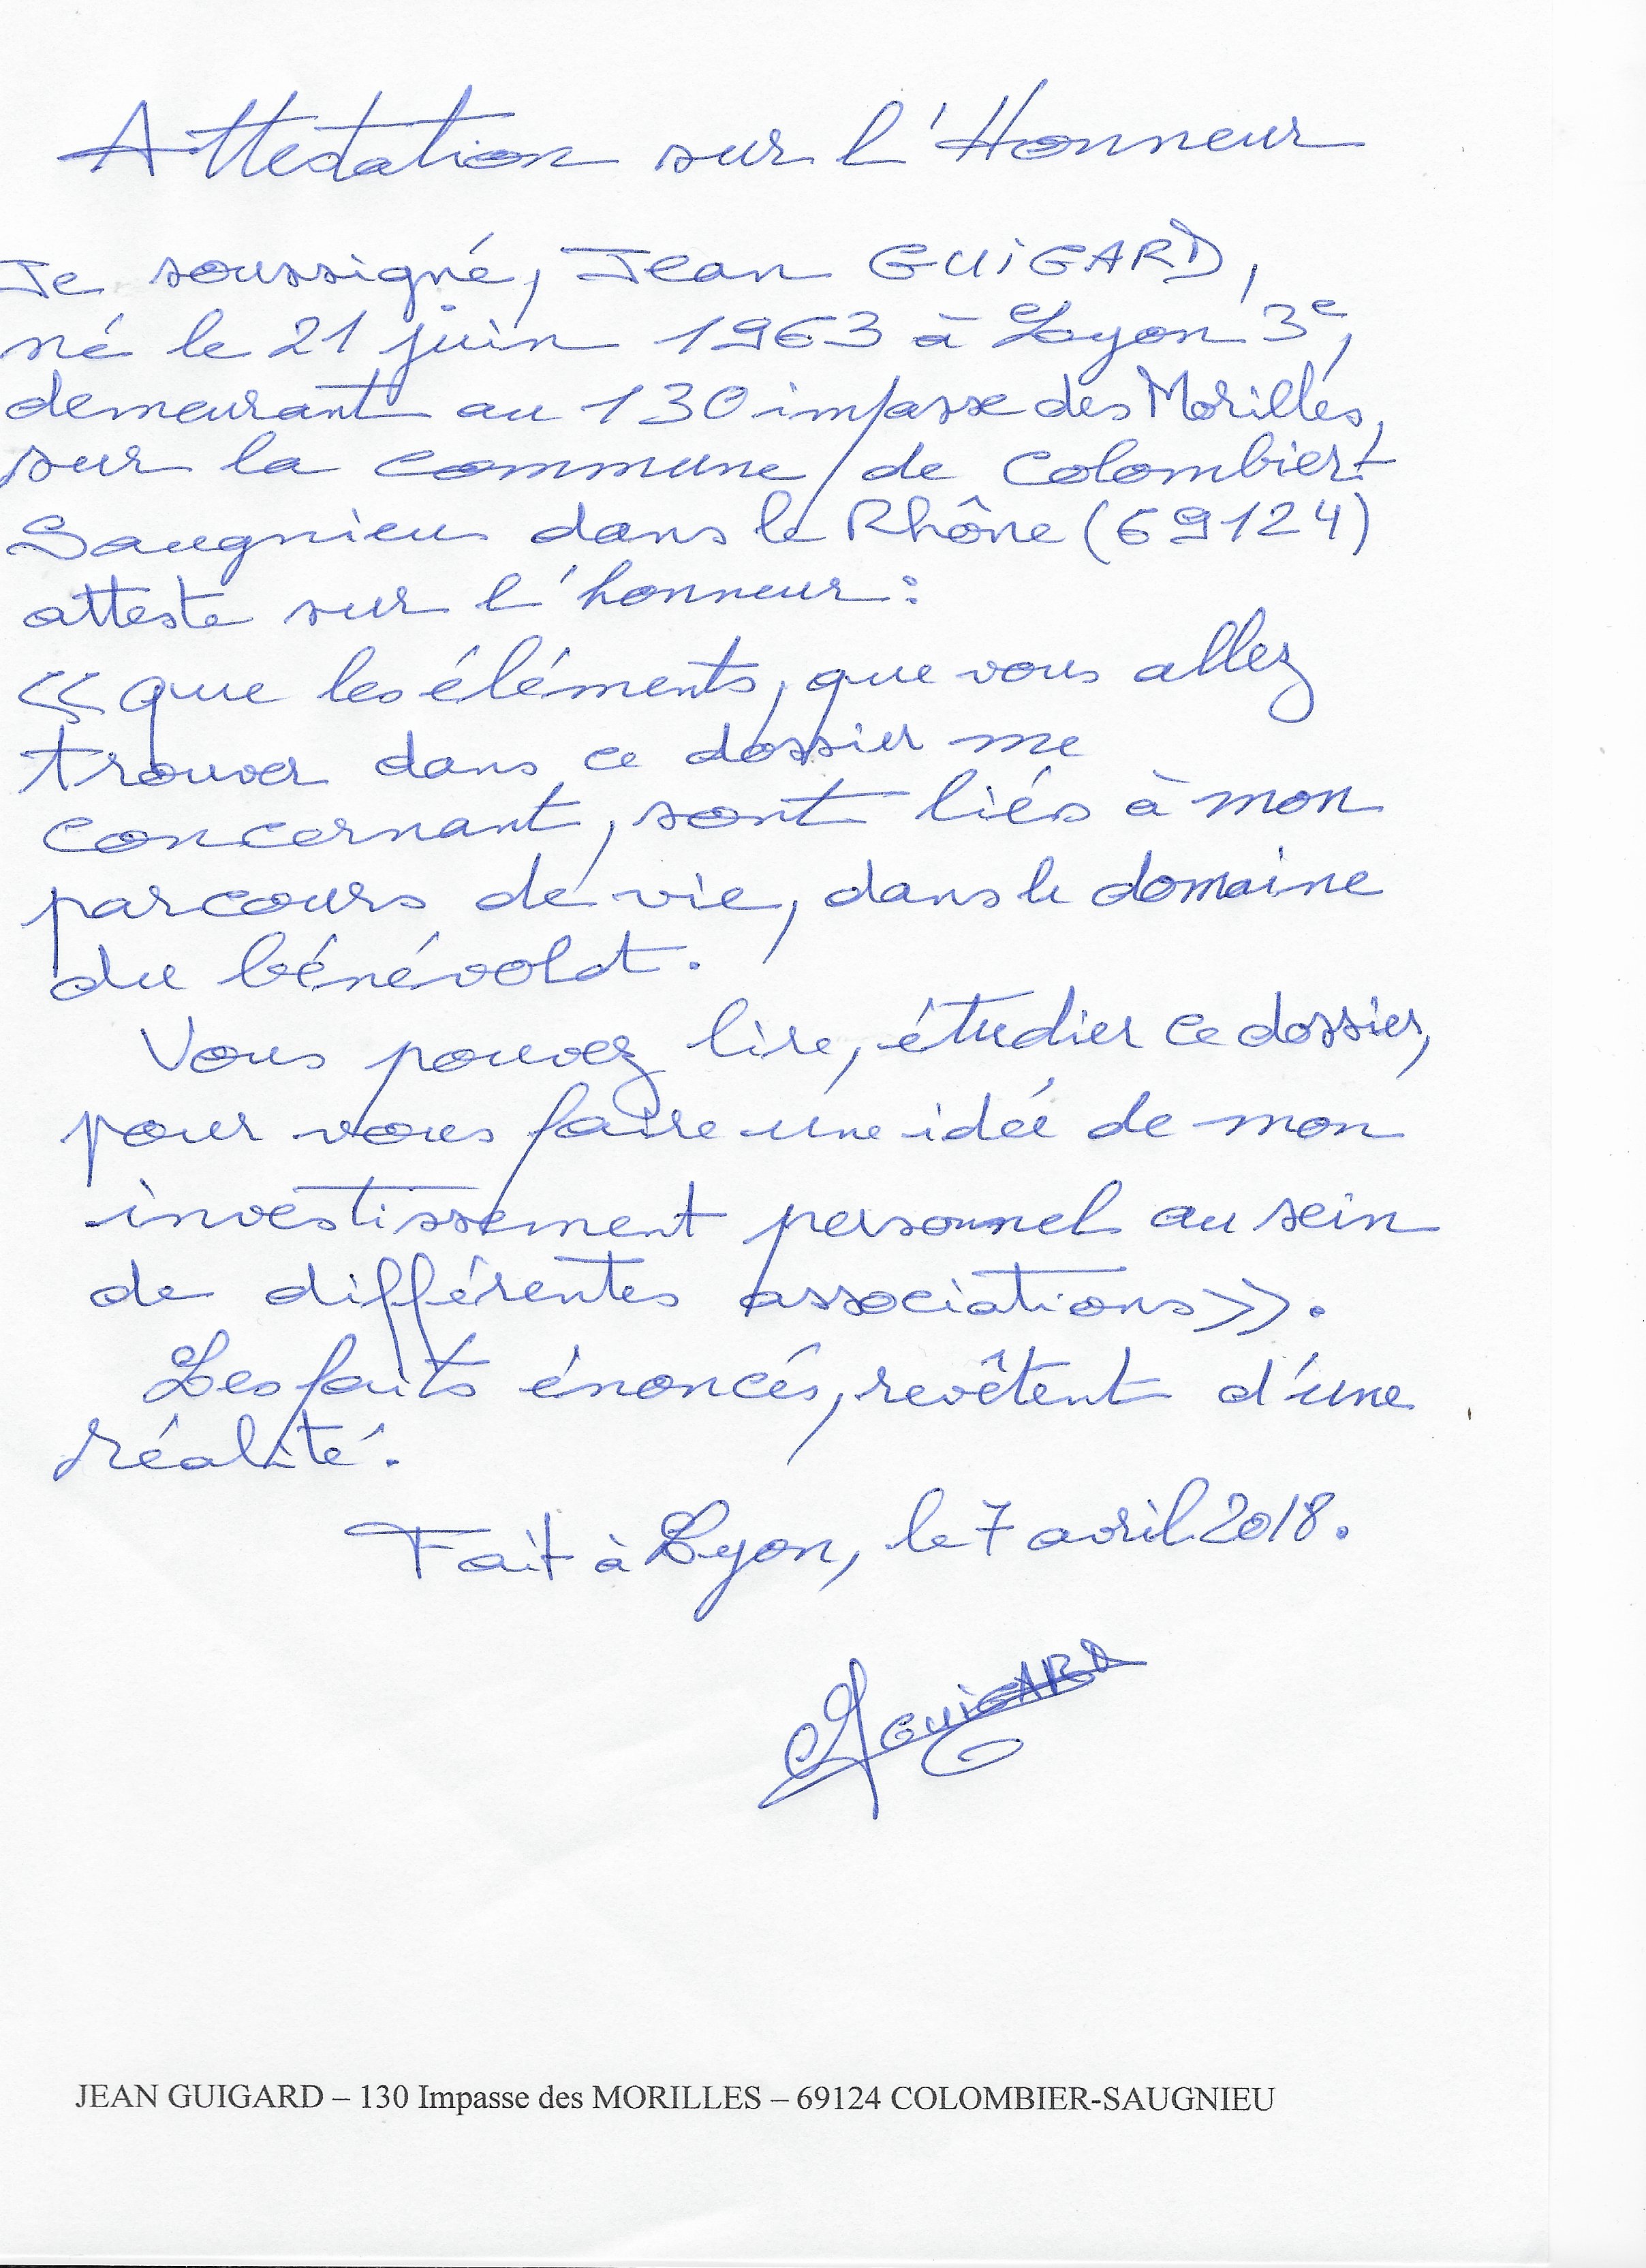 Attestation sur l'Honneur
Je soussigné, Jean GUIGARD,
né le 21 juin 1963 à Lyon 3e,
demeurant au 130 impasse des Morilles,
sur la commune de Colombier-
Saugnieu dans le Rhône (69124)
atteste sur l'honneur :
<< que les éléments, que vous allez
trouver dans ce dossier me
concernant, sont liés à mon
parcours de vie, dans le domaine
du bénévolat.
Vous pouvez lire, étudier ce dossier,
pour vous faire une idée de mon
investissement personnel au sein
de différentes associations >>.
Les faits énoncés, revêtent d'une
réalité.
Fait à Lyon, le 7 avril 2018.
GUIGARD
JEAN GUIGARD – 130 Impasse des MORILLES – 69124 COLOMBIER-SAUGNIEU